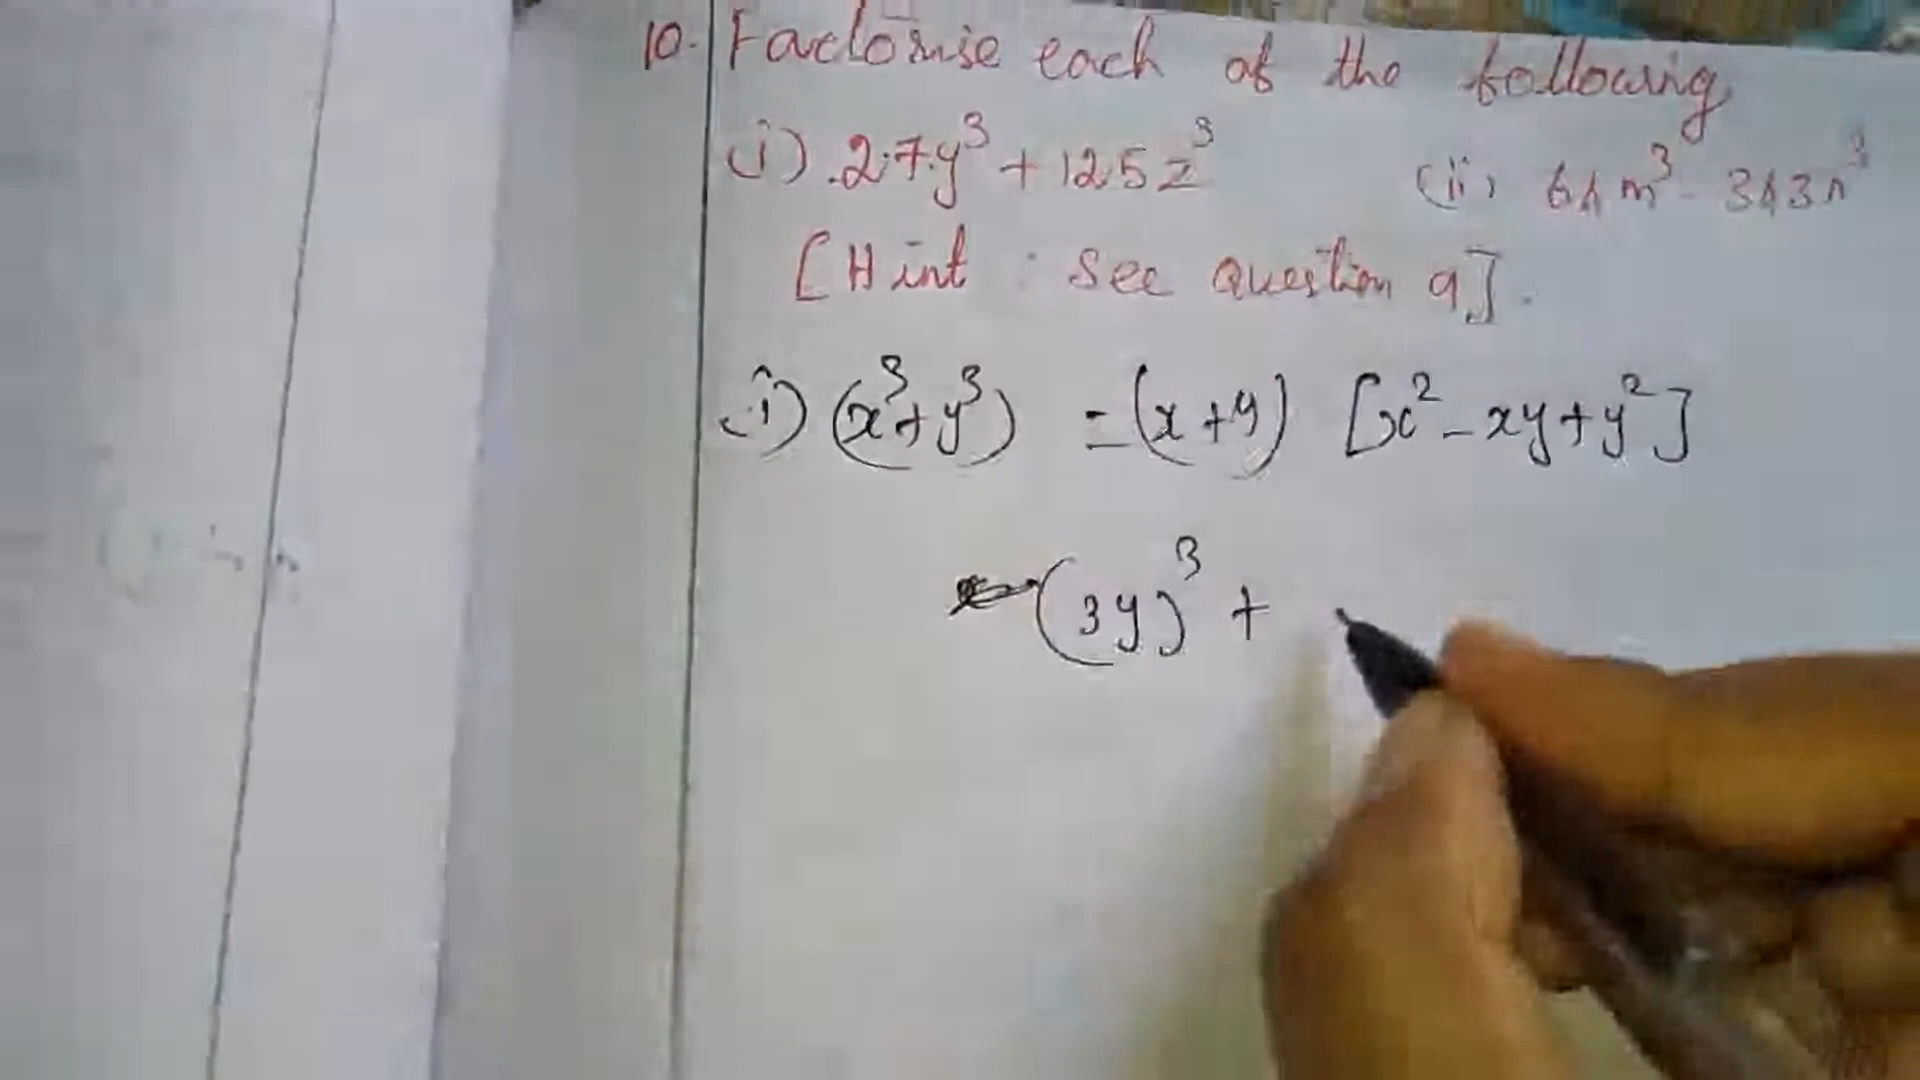 10. Factorise each of the following
(i) 27y³ + 125z³ (ii) 64m³ - 343n³
[Hint : See question 9].
(i) (x³+y³) = (x+y) [x² - xy + y²]
(3y)³ +